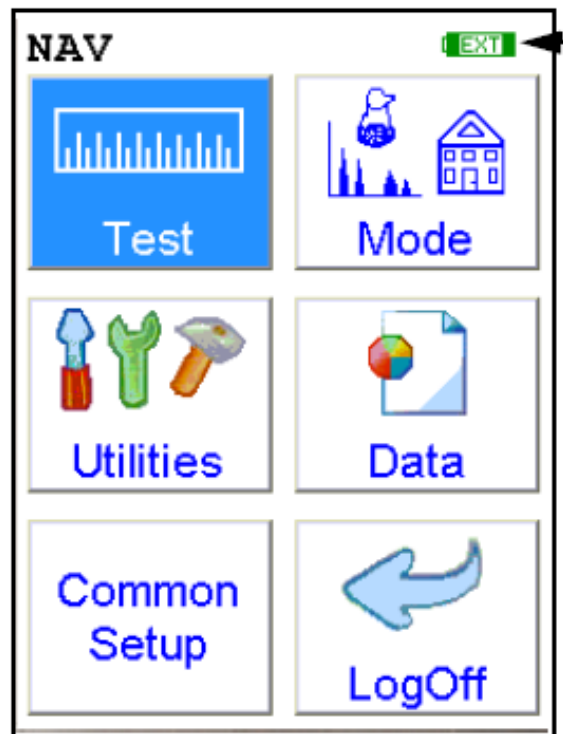 NAV EXT
Test Mode
Utilities Data
Common
Setup
LogOff